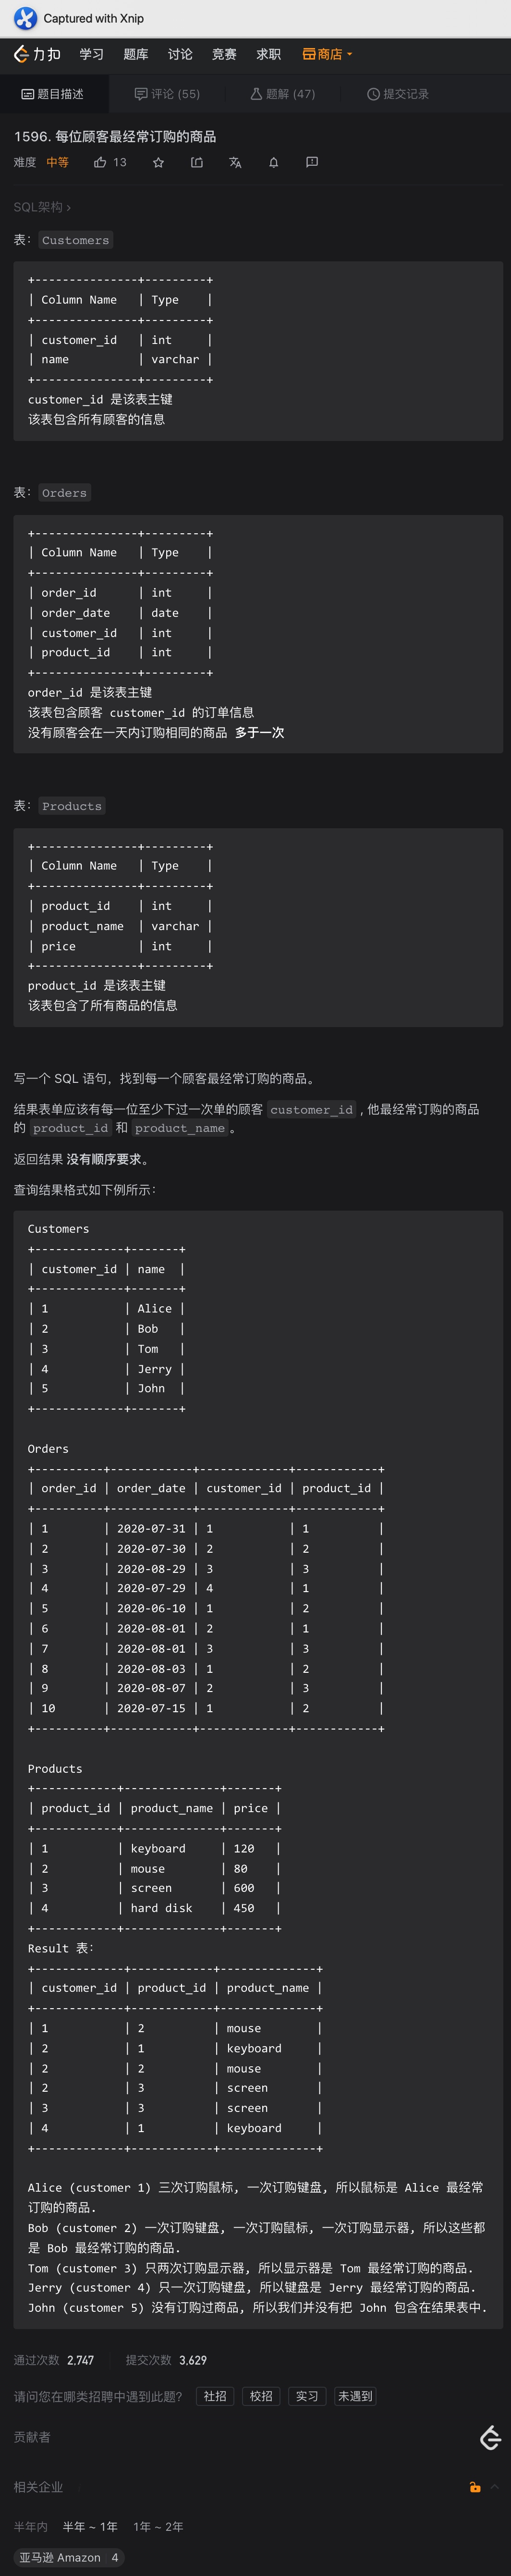 Captured with Xnip
力扣 学习 题库 讨论 竞赛 求职 商店
题目描述 评论 (55) 题解 (47) 提交记录
1596. 每位顾客最经常订购的商品
难度 中等 13
SQL架构 >
表：Customers
+---------------+---------+
| Column Name   | Type    |
+---------------+---------+
| customer_id   | int     |
| name          | varchar |
+---------------+---------+
customer_id 是该表主键
该表包含所有顾客的信息
表：Orders
+---------------+---------+
| Column Name   | Type    |
+---------------+---------+
| order_id      | int     |
| order_date    | date    |
| customer_id   | int     |
| product_id    | int     |
+---------------+---------+
order_id 是该表主键
该表包含顾客 customer_id 的订单信息
没有顾客会在一天内订购相同的商品 多于一次
表：Products
+---------------+---------+
| Column Name   | Type    |
+---------------+---------+
| product_id    | int     |
| product_name  | varchar |
| price         | int     |
+---------------+---------+
product_id 是该表主键
该表包含了所有商品的信息
写一个 SQL 语句，找到每一个顾客最经常订购的商品。
结果表单应该有每一位至少下过一次单的顾客 customer_id , 他最经常订购的商品
的 product_id 和 product_name。
返回结果 没有顺序要求。
查询结果格式如下例所示：
Customers
+-------------+-------+
| customer_id | name  |
+-------------+-------+
| 1           | Alice |
| 2           | Bob   |
| 3           | Tom   |
| 4           | Jerry |
| 5           | John  |
+-------------+-------+
Orders
+----------+------------+-------------+------------+
| order_id | order_date | customer_id | product_id |
+----------+------------+-------------+------------+
| 1        | 2020-07-31 | 1           | 1          |
| 2        | 2020-07-30 | 2           | 2          |
| 3        | 2020-08-29 | 3           | 3          |
| 4        | 2020-07-29 | 4           | 1          |
| 5        | 2020-06-10 | 1           | 2          |
| 6        | 2020-08-01 | 2           | 1          |
| 7        | 2020-08-01 | 3           | 3          |
| 8        | 2020-08-03 | 1           | 2          |
| 9        | 2020-08-07 | 2           | 3          |
| 10       | 2020-07-15 | 1           | 2          |
+----------+------------+-------------+------------+
Products
+------------+--------------+-------+
| product_id | product_name | price |
+------------+--------------+-------+
| 1          | keyboard     | 120   |
| 2          | mouse        | 80    |
| 3          | screen       | 600   |
| 4          | hard disk    | 450   |
+------------+--------------+-------+
Result 表：
+-------------+------------+--------------+
| customer_id | product_id | product_name |
+-------------+------------+--------------+
| 1           | 2          | mouse        |
| 2           | 1          | keyboard     |
| 2           | 2          | mouse        |
| 2           | 3          | screen       |
| 3           | 3          | screen       |
| 4           | 1          | keyboard     |
+-------------+------------+--------------+
Alice (customer 1) 三次订购鼠标, 一次订购键盘, 所以鼠标是 Alice 最经常
订购的商品.
Bob (customer 2) 一次订购键盘, 一次订购鼠标, 一次订购显示器, 所以这些都
是 Bob 最经常订购的商品.
Tom (customer 3) 只两次订购显示器, 所以显示器是 Tom 最经常订购的商品.
Jerry (customer 4) 只一次订购键盘, 所以键盘是 Jerry 最经常订购的商品.
John (customer 5) 没有订购过商品, 所以我们并没有把 John 包含在结果表中.
通过次数 2,747 提交次数 3,629
请问您在哪类招聘中遇到此题？ 社招 校招 实习 未遇到
贡献者
相关企业
半年内 半年 ~ 1年 1年 ~ 2年
亚马逊 Amazon 4